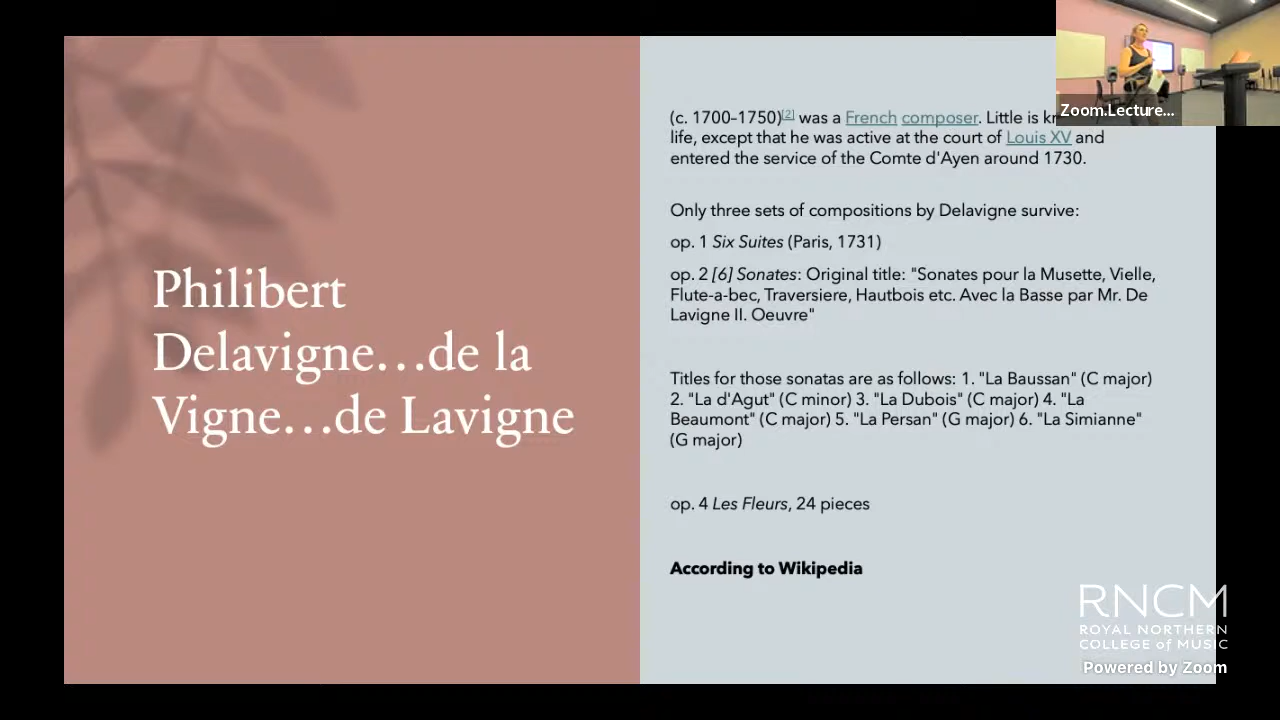 Philibert
Delavigne…de la
Vigne…de Lavigne
(c. 1700–1750)[2] was a French composer. Little is
life, except that he was active at the court of Louis XV and
entered the service of the Comte d'Ayen around 1730.
Only three sets of compositions by Delavigne survive:
op. 1 Six Suites (Paris, 1731)
op. 2 [6] Sonates: Original title: "Sonates pour la Musette, Vielle,
Flute-a-bec, Traversiere, Hautbois etc. Avec la Basse par Mr. De
Lavigne II. Oeuvre"
Titles for those sonatas are as follows: 1. "La Baussan" (C major)
2. "La d'Agut" (C minor) 3. "La Dubois" (C major) 4. "La
Beaumont" (C major) 5. "La Persan" (G major) 6. "La Simianne"
(G major)
op. 4 Les Fleurs, 24 pieces
According to Wikipedia
Zoom.Lecture...
RNCM
ROYAL NORTHERN
COLLEGE of MUSIC
Powered by Zoom